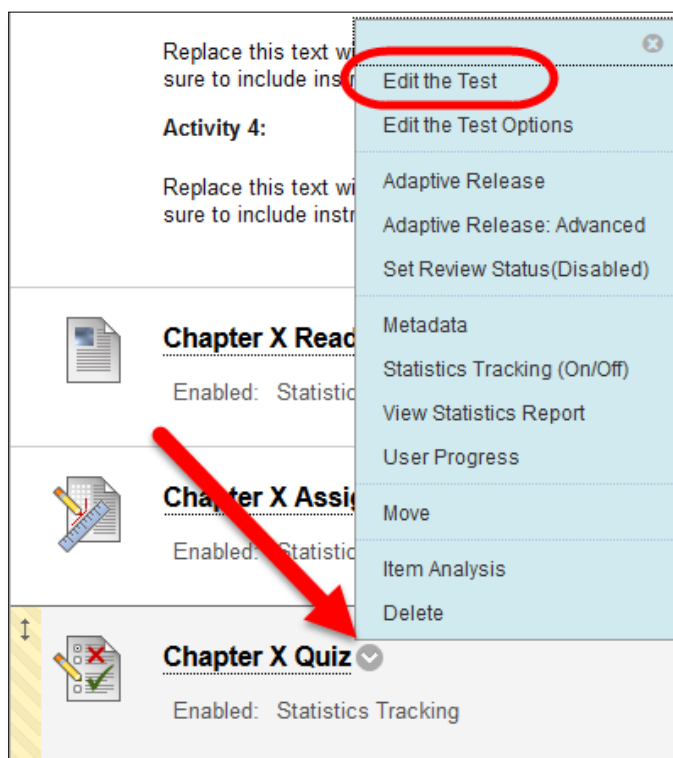 Replace this text wi
sure to include instr
Activity 4:
Replace this text wi
sure to include instr
Chapter X Read
Enabled: Statistic
Chapter X Assig
Enabled: Statistic
Chapter X Quiz
Enabled: Statistics Tracking
Edit the Test
Edit the Test Options
Adaptive Release
Adaptive Release: Advanced
Set Review Status(Disabled)
Metadata
Statistics Tracking (On/Off)
View Statistics Report
User Progress
Move
Item Analysis
Delete